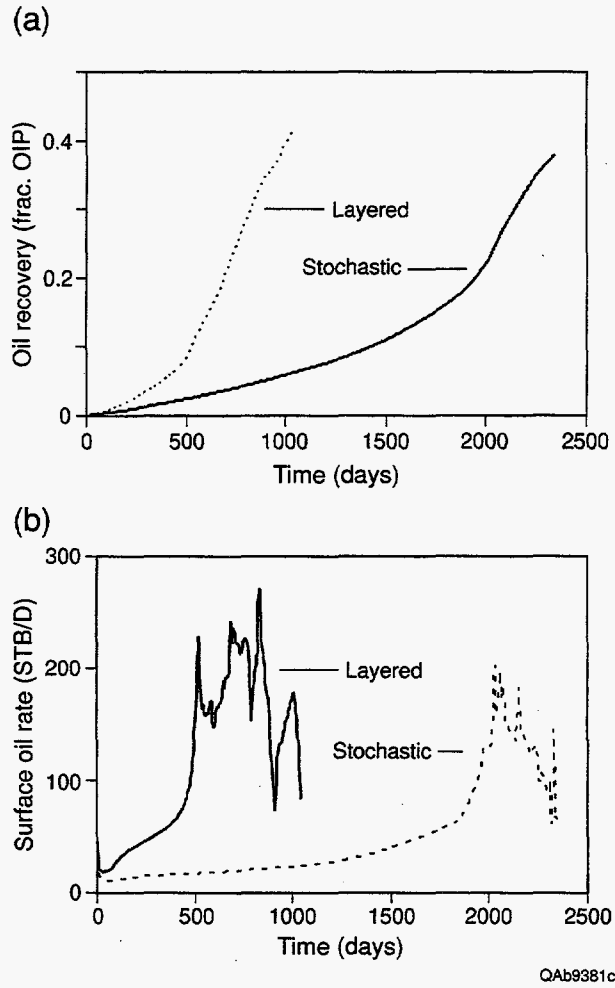 (a)
Oil recovery (frac. OIP)
0.4
0.2
0
Layered
Stochastic
0 500 1000 1500 2000 2500
Time (days)
(b)
Surface oil rate (STB/D)
300
200
100
0
Layered
Stochastic
0 500 1000 1500 2000 2500
Time (days)
QAb9381c